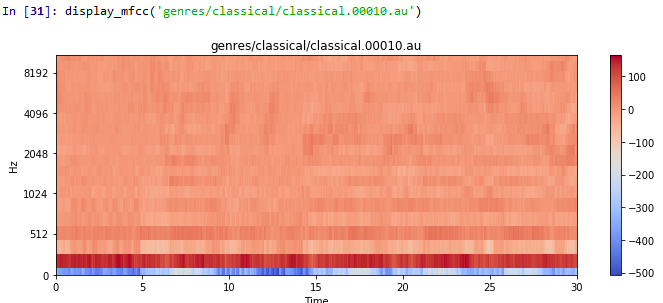 In [31]: display_mfcc('genres/classical/classical.00010.au')
genres/classical/classical.00010.au
8192
4096
2048
1024
512
0
Hz
0 5 10 15 20 25 30
Time
100
0
−100
−200
−300
−400
−500